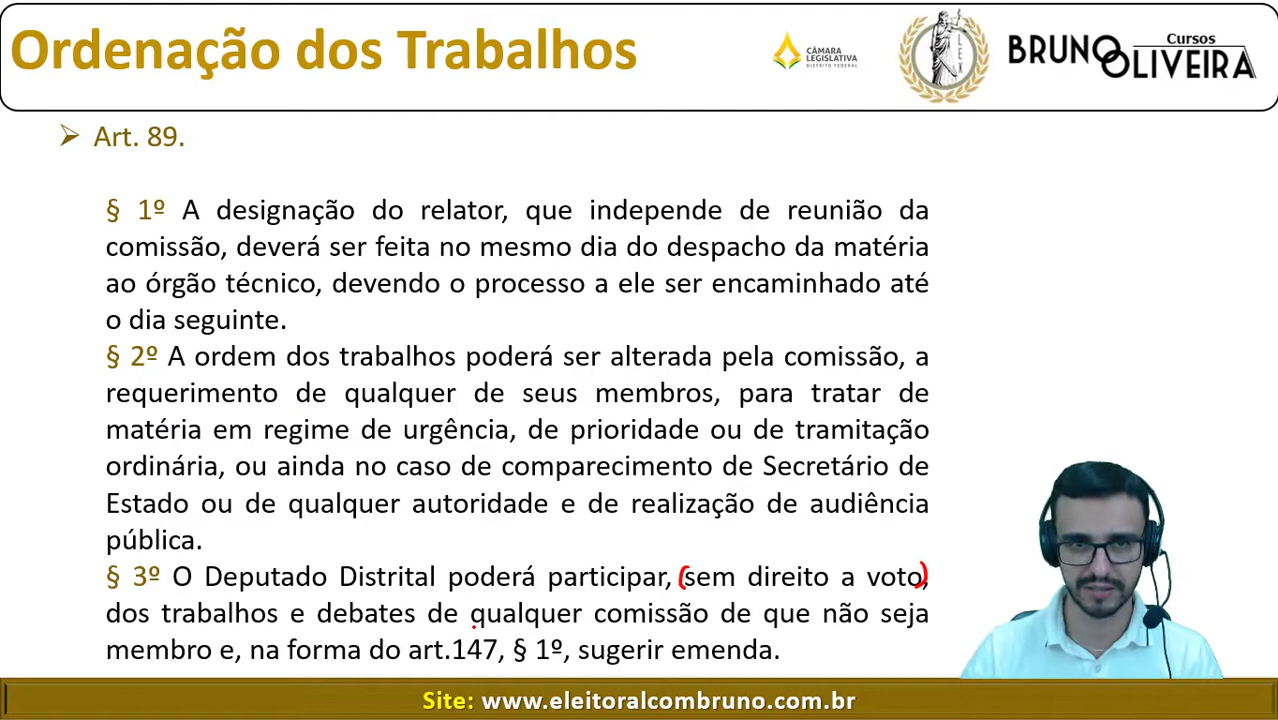 Ordenação dos Trabalhos
CÂMARA
LEGISLATIVA
DISTRITO FEDERAL
LEX
Cursos
BRUNO
OLIVEIRA
Art. 89.
§ 1º A designação do relator, que independe de reunião da
comissão, deverá ser feita no mesmo dia do despacho da matéria
ao órgão técnico, devendo o processo a ele ser encaminhado até
o dia seguinte.
§ 2º A ordem dos trabalhos poderá ser alterada pela comissão, a
requerimento de qualquer de seus membros, para tratar de
matéria em regime de urgência, de prioridade ou de tramitação
ordinária, ou ainda no caso de comparecimento de Secretário de
Estado ou de qualquer autoridade e de realização de audiência
pública.
§ 3º O Deputado Distrital poderá participar, (sem direito a voto),
dos trabalhos e debates de qualquer comissão de que não seja
membro e, na forma do art.147, § 1º, sugerir emenda.
Site: www.eleitoralcombruno.com.br